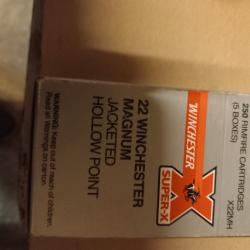 250 RIMFIRE CARTRIDGES
(5 BOXES)
X22MH
WINCHESTER
X
SUPER-X
22 WINCHESTER
MAGNUM
JACKETED
HOLLOW POINT
WARNING: Keep out of reach of children.
Read all Warnings on carton.